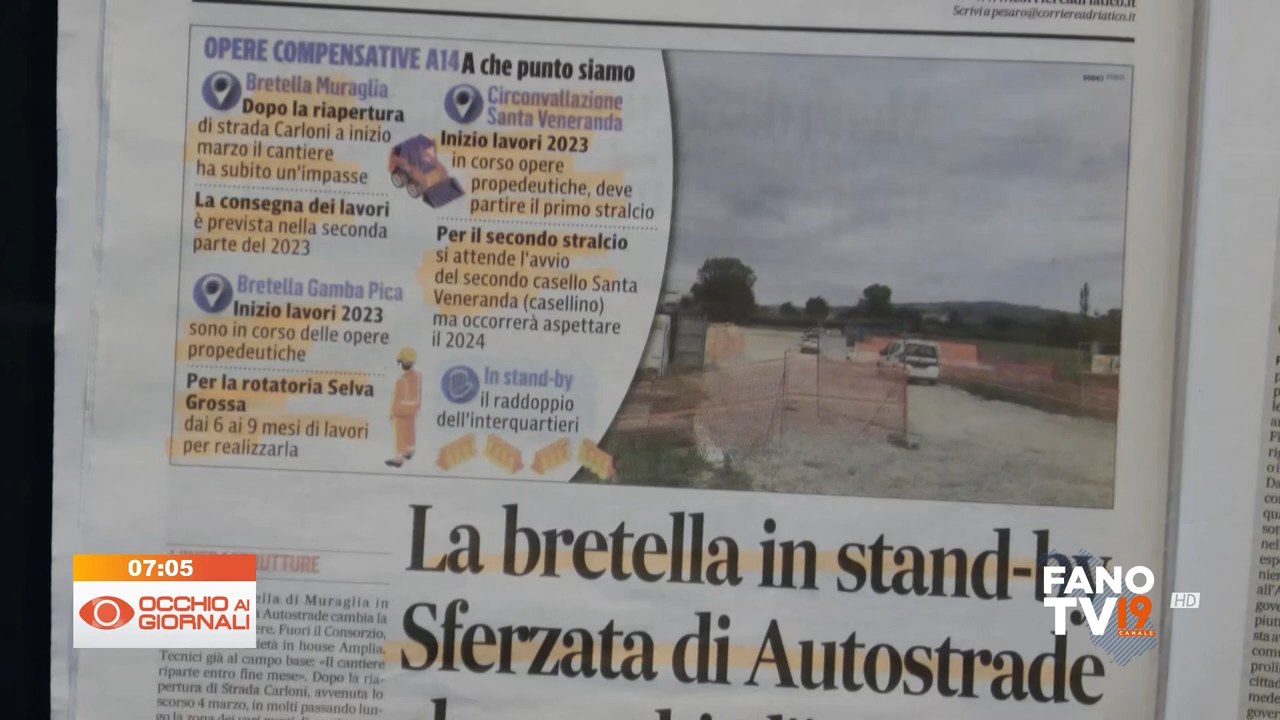 Scrivi a pesaro@corriereadriatico.it
OPERE COMPENSATIVE A14 A che punto siamo
Bretella Muraglia
Dopo la riapertura
di strada Carloni a inizio
marzo il cantiere
ha subito un'impasse
La consegna dei lavori
è prevista nella seconda
parte del 2023
Bretella Gamba Pica
Inizio lavori 2023
sono in corso delle opere
propedeutiche
Per la rotatoria Selva
Grossa
dai 6 ai 9 mesi di lavori
per realizzarla
Circonvallazione
Santa Veneranda
Inizio lavori 2023
in corso opere
propedeutiche, deve
partire il primo stralcio
Per il secondo stralcio
si attende l'avvio
del secondo casello Santa
Veneranda (casellino)
ma occorrerà aspettare
il 2024
In stand-by
il raddoppio
dell'interquartieri
La bretella in stand-by
Sferzata di Autostrade
ella di Muraglia in
Autostrade cambia la
ere. Fuori il Consorzio,
età in house Amplia,
Tecnici già al campo base: «Il cantiere
riparte entro fine mese». Dopo la ria-
pertura di Strada Carloni, avvenuta lo
scorso 4 marzo, in molti passando lun-
07:05
OCCHIO AI
GIORNALI
FANO
TV 19
CANALE
HD